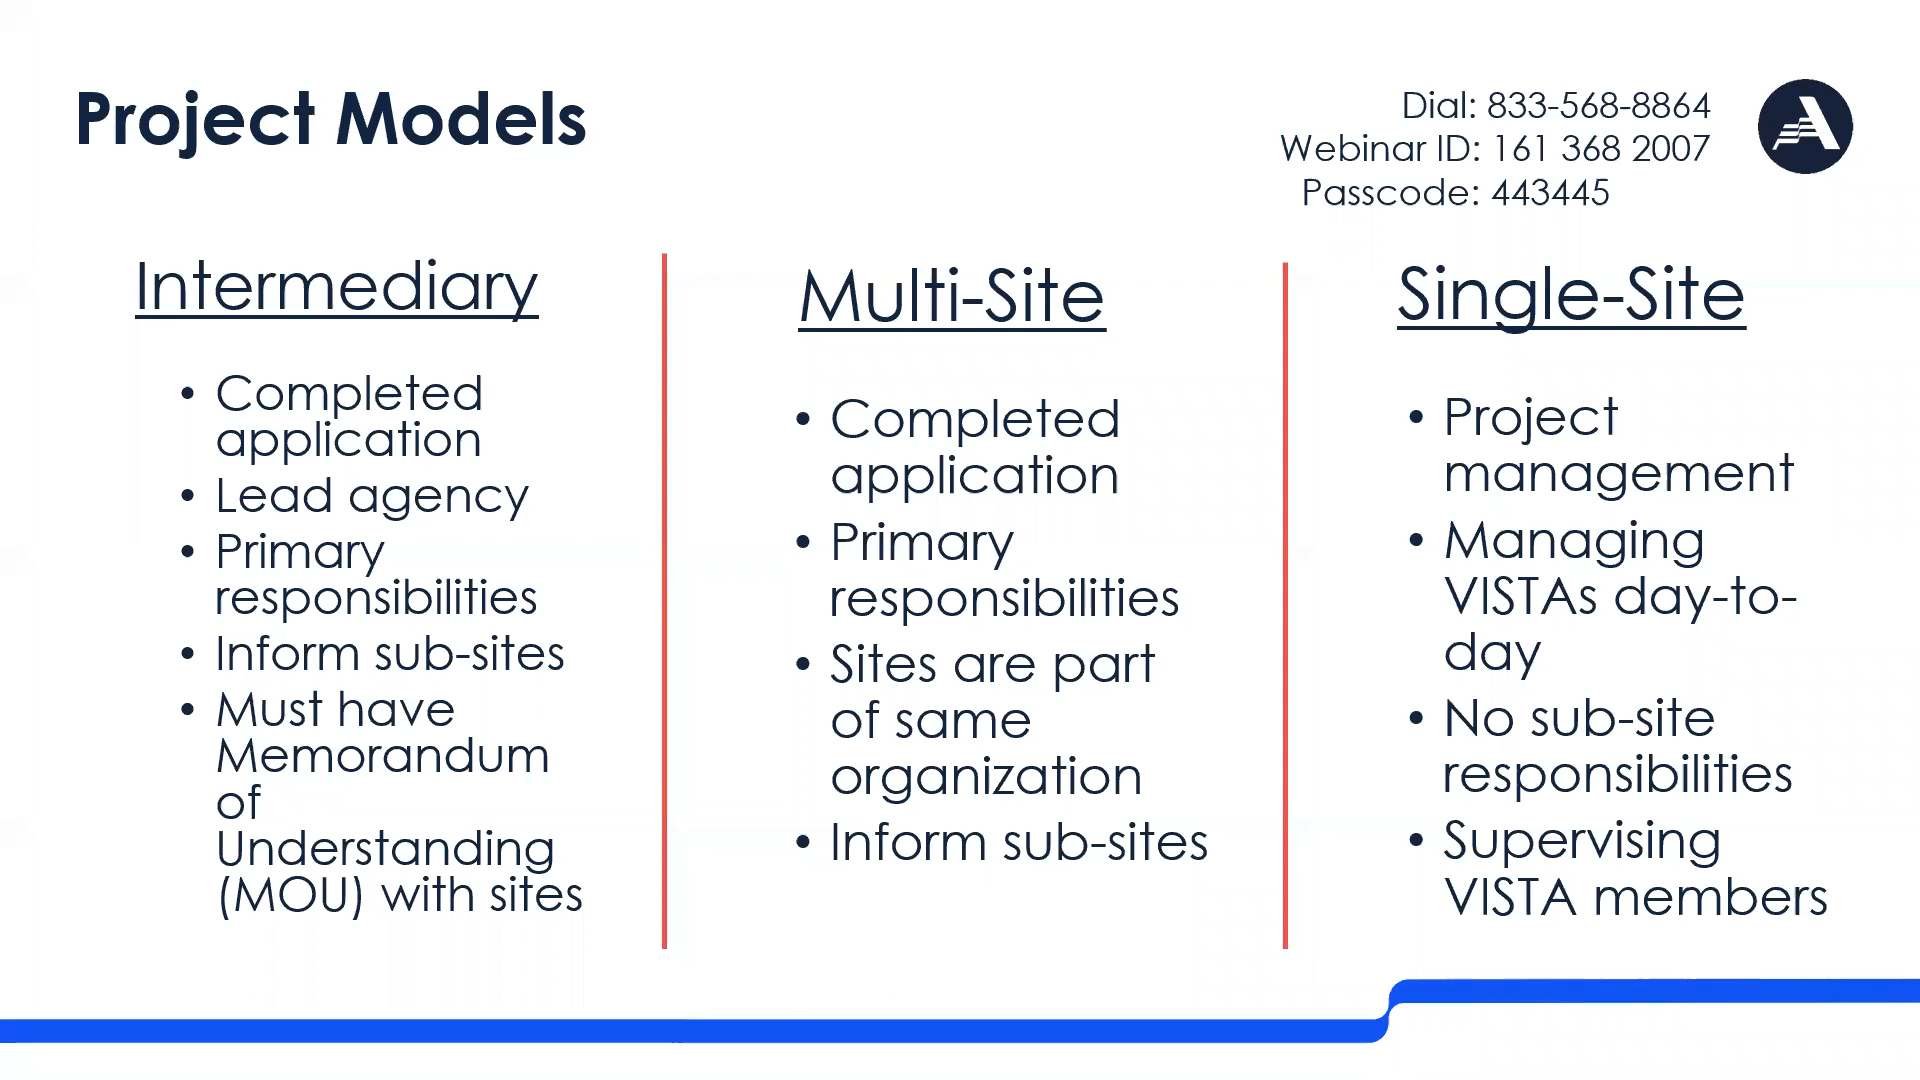 Project Models
Dial: 833-568-8864
Webinar ID: 161 368 2007
Passcode: 443445
Intermediary
• Completed
application
• Lead agency
• Primary
responsibilities
• Inform sub-sites
• Must have
Memorandum
of
Understanding
(MOU) with sites
Multi-Site
• Completed
application
• Primary
responsibilities
• Sites are part
of same
organization
• Inform sub-sites
Single-Site
• Project
management
• Managing
VISTAs day-to-
day
• No sub-site
responsibilities
• Supervising
VISTA members